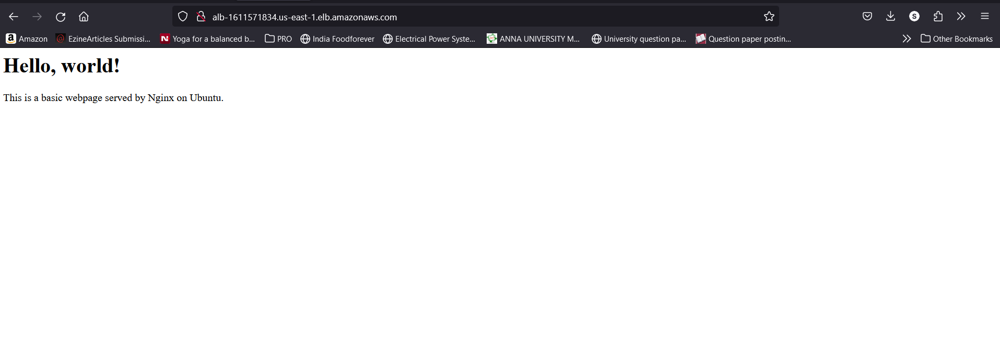 alb-1611571834.us-east-1.elb.amazonaws.com
S
a Amazon @ EzineArticles Submissi... N Yoga for a balanced b... PRO India Foodforever Electrical Power Syste... ANNA UNIVERSITY M... University question pa... Question paper postin... Other Bookmarks
Hello, world!
This is a basic webpage served by Nginx on Ubuntu.